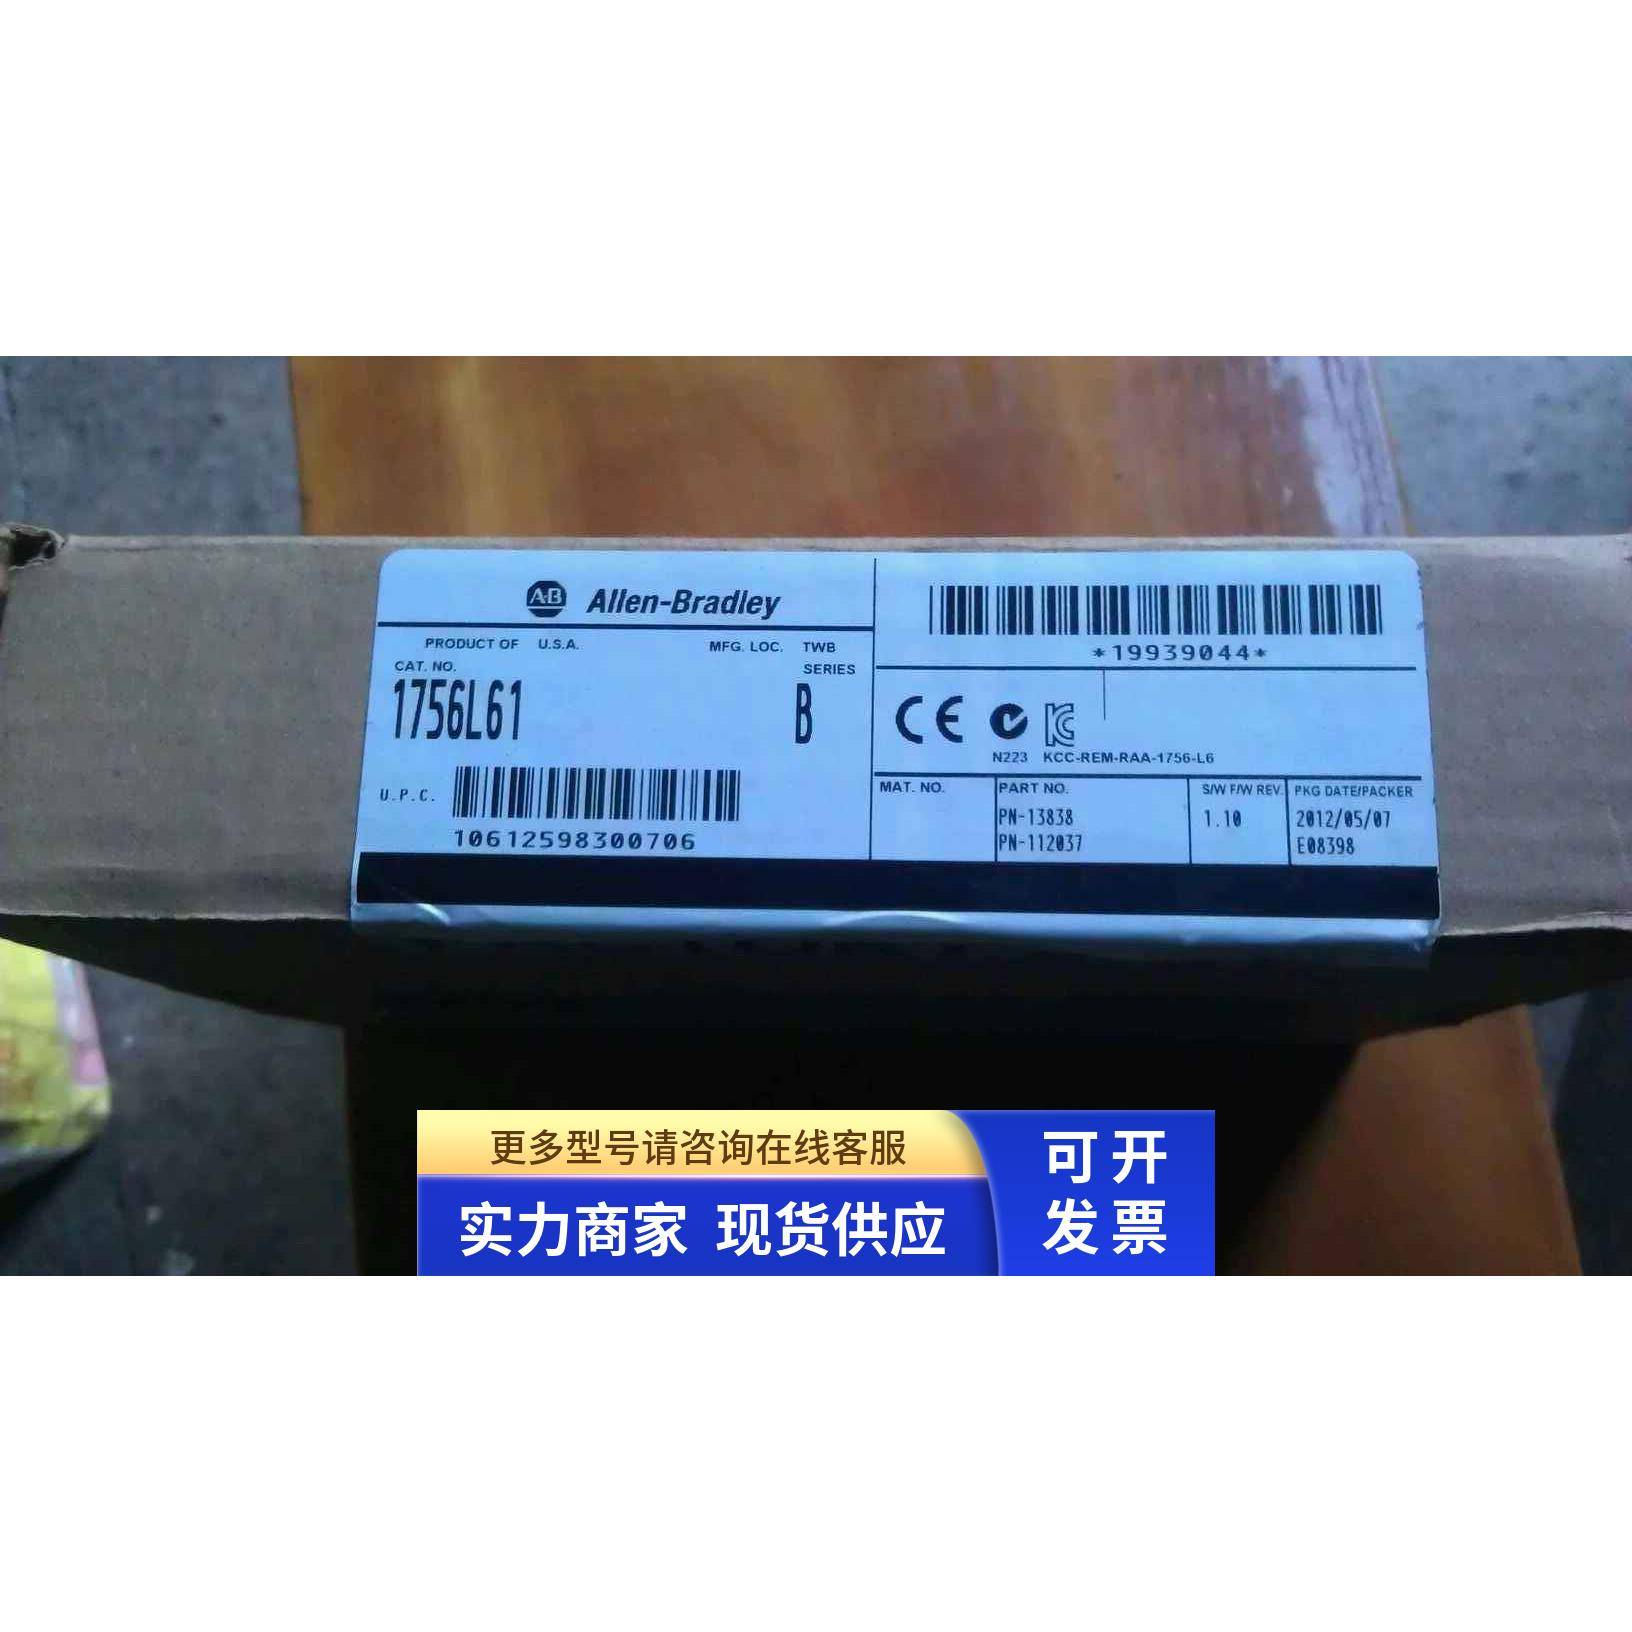 A-B Allen-Bradley
PRODUCT OF U.S.A. MFG. LOC. TWB
CAT. NO. SERIES
1756L61 B
U.P.C.
10612598300706
*19939044*
CE
N223 KCC-REM-RAA-1756-L6
MAT. NO. PART NO. S/W F/W REV. PKG DATE/PACKER
PN-13838 1.10 2012/05/07
PN-112037 E08398
更多型号请咨询在线客服
实力商家 现货供应
可开
发票